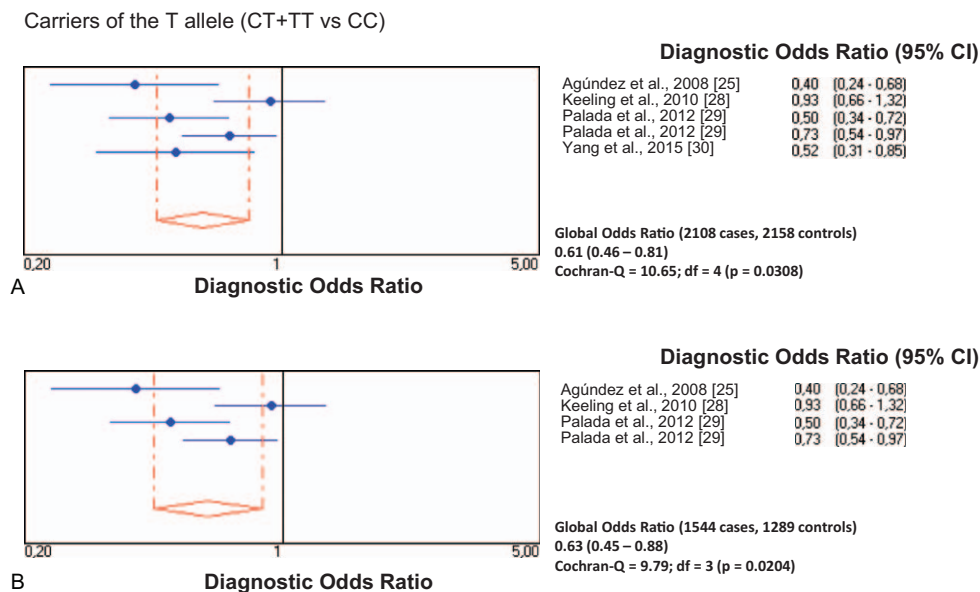 Carriers of the T allele (CT+TT vs CC)
Diagnostic Odds Ratio (95% CI)
Agúndez et al., 2008 [25] 0,40 (0,24 - 0,68)
Keeling et al., 2010 [28] 0,93 (0,66 - 1,32)
Palada et al., 2012 [29] 0,50 (0,34 - 0,72)
Palada et al., 2012 [29] 0,73 (0,54 - 0,97)
Yang et al., 2015 [30] 0,52 (0,31 - 0,85)
Global Odds Ratio (2108 cases, 2158 controls)
0.61 (0.46 – 0.81)
Cochran-Q = 10.65; df = 4 (p = 0.0308)
0,20 1 5,00
A Diagnostic Odds Ratio
Diagnostic Odds Ratio (95% CI)
Agúndez et al., 2008 [25] 0,40 (0,24 - 0,68)
Keeling et al., 2010 [28] 0,93 (0,66 - 1,32)
Palada et al., 2012 [29] 0,50 (0,34 - 0,72)
Palada et al., 2012 [29] 0,73 (0,54 - 0,97)
Global Odds Ratio (1544 cases, 1289 controls)
0.63 (0.45 – 0.88)
Cochran-Q = 9.79; df = 3 (p = 0.0204)
0,20 1 5,00
B Diagnostic Odds Ratio